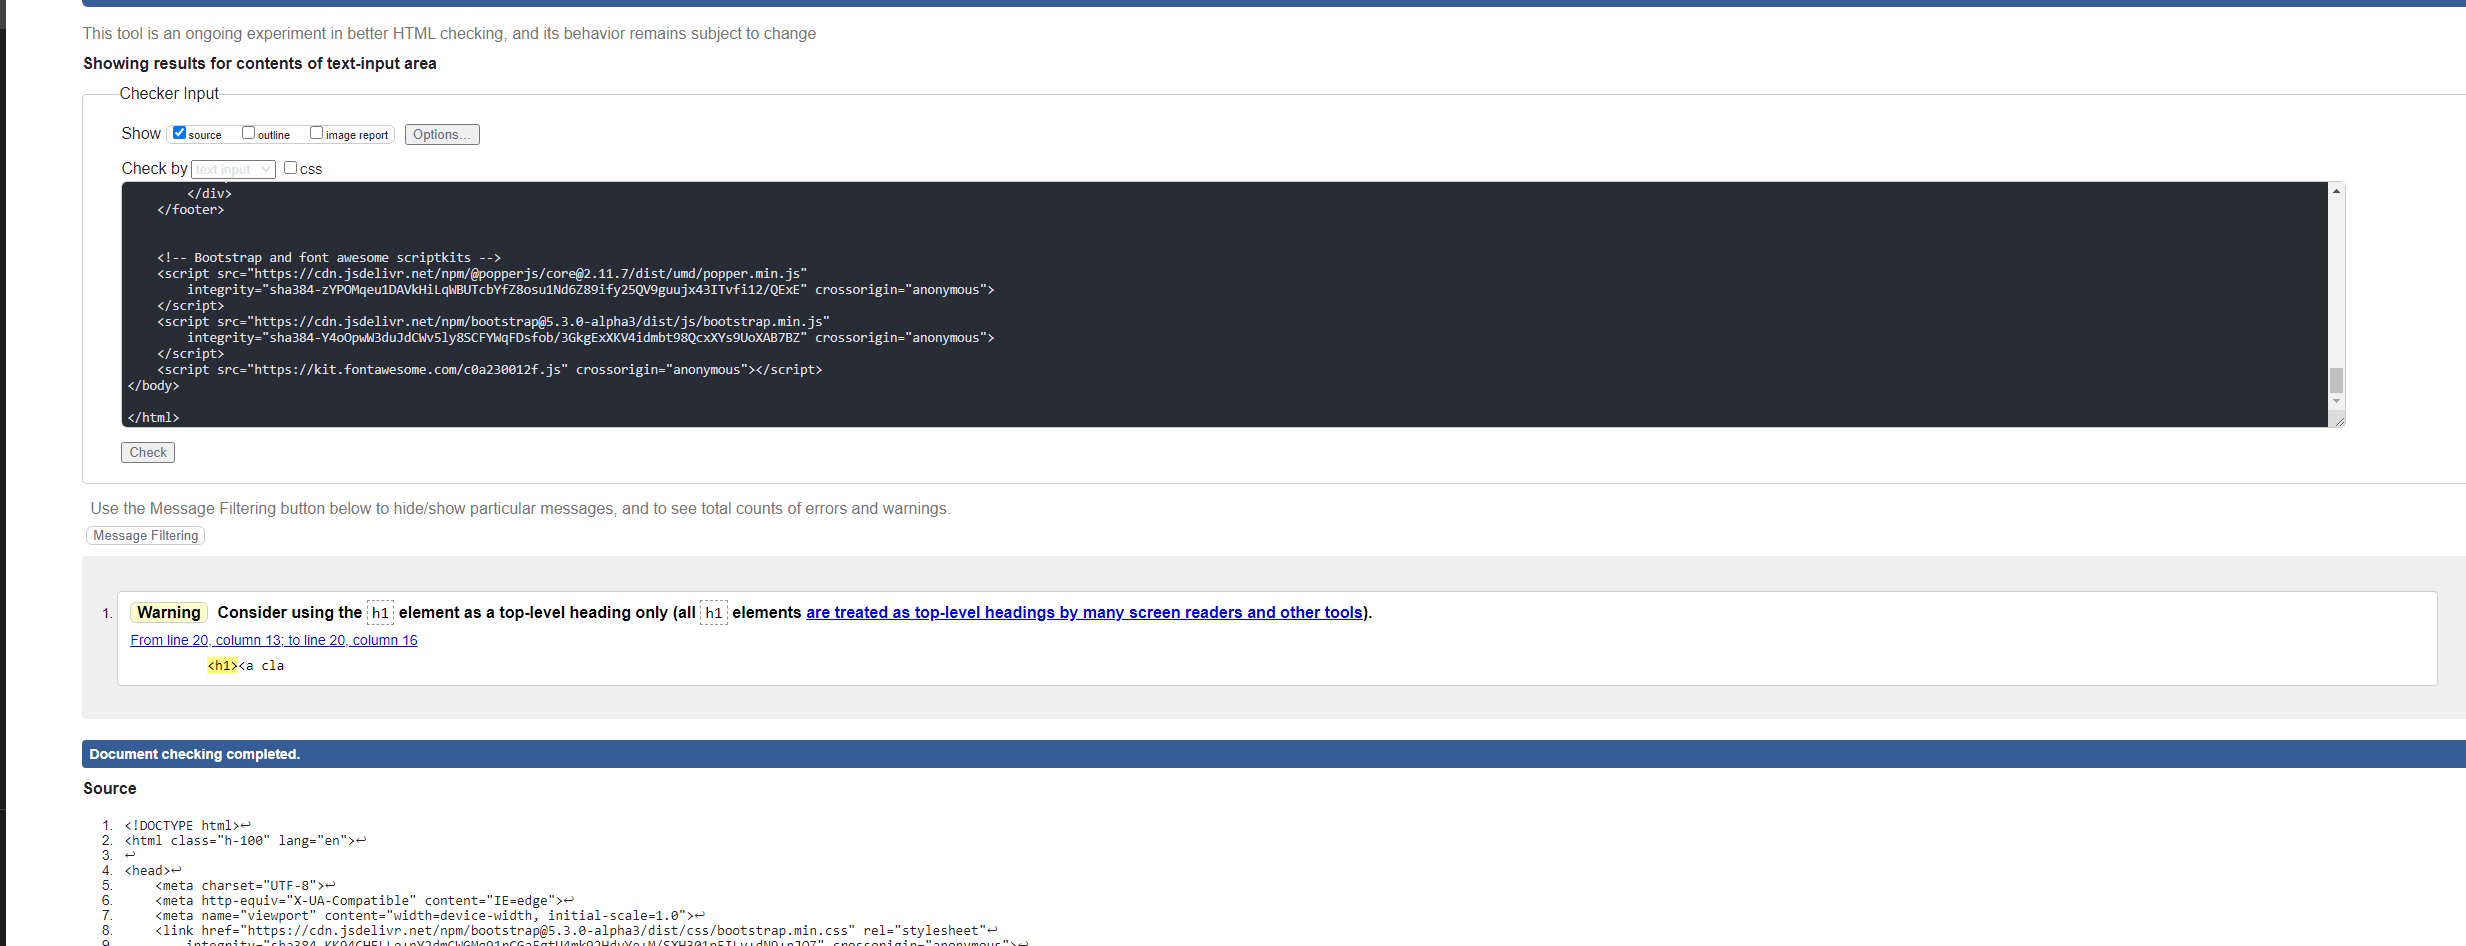 This tool is an ongoing experiment in better HTML checking, and its behavior remains subject to change
Showing results for contents of text-input area
Checker Input
Show source outline image report Options...
Check by text input css
</div>
</footer>
<!-- Bootstrap and font awesome scriptkits -->
<script src="https://cdn.jsdelivr.net/npm/@popperjs/core@2.11.7/dist/umd/popper.min.js"
integrity="sha384-zYPOMqeu1DAVkHiLqWBUTcbYfZ8osu1Nd6Z89ify25QV9guujx43ITvfi12/QExE" crossorigin="anonymous">
</script>
<script src="https://cdn.jsdelivr.net/npm/bootstrap@5.3.0-alpha3/dist/js/bootstrap.min.js"
integrity="sha384-Y4oOpwW3duJdCWv5ly8SCFYWqFDsfob/3GkgExXKV4idmbt98QcxXYs9UoXAB7BZ" crossorigin="anonymous">
</script>
<script src="https://kit.fontawesome.com/c0a230012f.js" crossorigin="anonymous"></script>
</body>
</html>
Check
Use the Message Filtering button below to hide/show particular messages, and to see total counts of errors and warnings.
Message Filtering
1. Warning Consider using the h1 element as a top-level heading only (all h1 elements are treated as top-level headings by many screen readers and other tools).
From line 20, column 13; to line 20, column 16
<h1><a cla
Document checking completed.
Source
1. <!DOCTYPE html>↩
2. <html class="h-100" lang="en">↩
3. ↩
4. <head>↩
5. <meta charset="UTF-8">↩
6. <meta http-equiv="X-UA-Compatible" content="IE=edge">↩
7. <meta name="viewport" content="width=device-width, initial-scale=1.0">↩
8. <link href="https://cdn.jsdelivr.net/npm/bootstrap@5.3.0-alpha3/dist/css/bootstrap.min.css" rel="stylesheet"↩